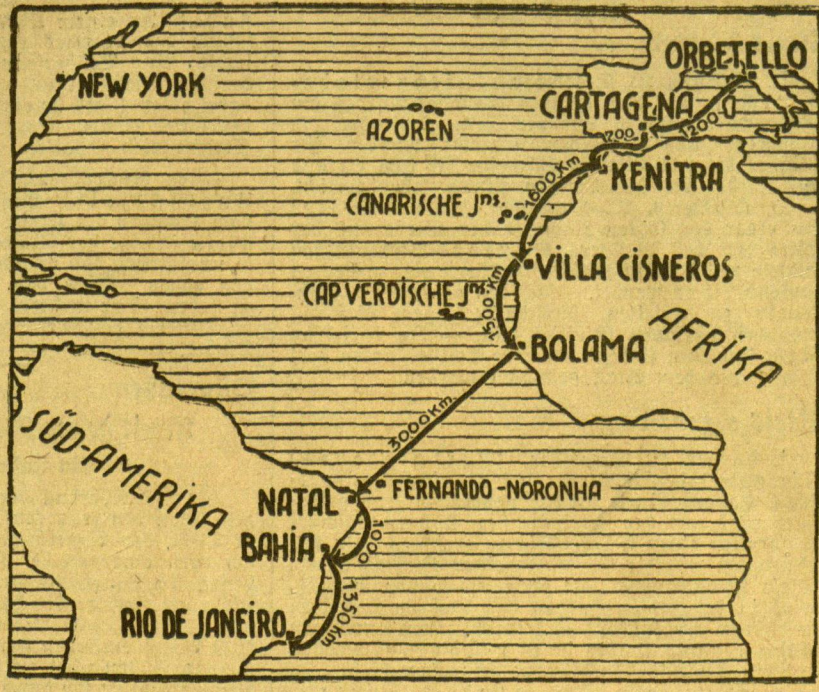 ORBETELLO
NEW YORK
CARTAGENA
AZOREN
700
1200
KENITRA
1600 Km
CANARISCHE Jⁿˢ.
VILLA CISNEROS
CAP VERDISCHE Jⁿˢ.
1500 Km
BOLAMA
AFRIKA
3000 Km
SÜD-AMERIKA
FERNANDO-NORONHA
NATAL
1000
BAHIA
1350 Km
RIO DE JANEIRO